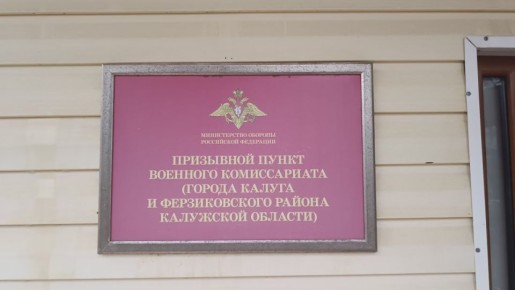 МИНИСТЕРСТВО ОБОРОНЫ
РОССИЙСКОЙ ФЕДЕРАЦИИ
ПРИЗЫВНОЙ ПУНКТ
ВОЕННОГО КОМИССАРИАТА
(ГОРОДА КАЛУГА
И ФЕРЗИКОВСКОГО РАЙОНА
КАЛУЖСКОЙ ОБЛАСТИ)